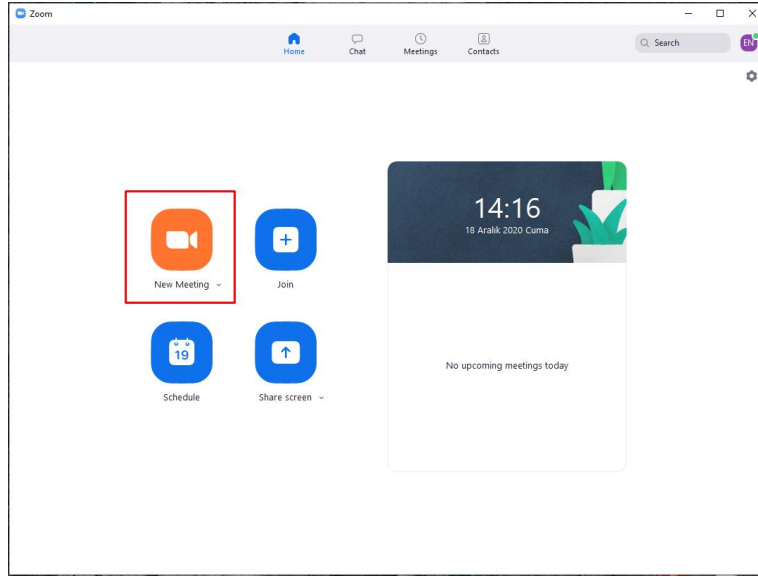 Zoom
Home
Chat
Meetings
Contacts
Search
EN
14:16
18 Aralık 2020 Cuma
New Meeting
Join
19
Schedule
Share screen
No upcoming meetings today